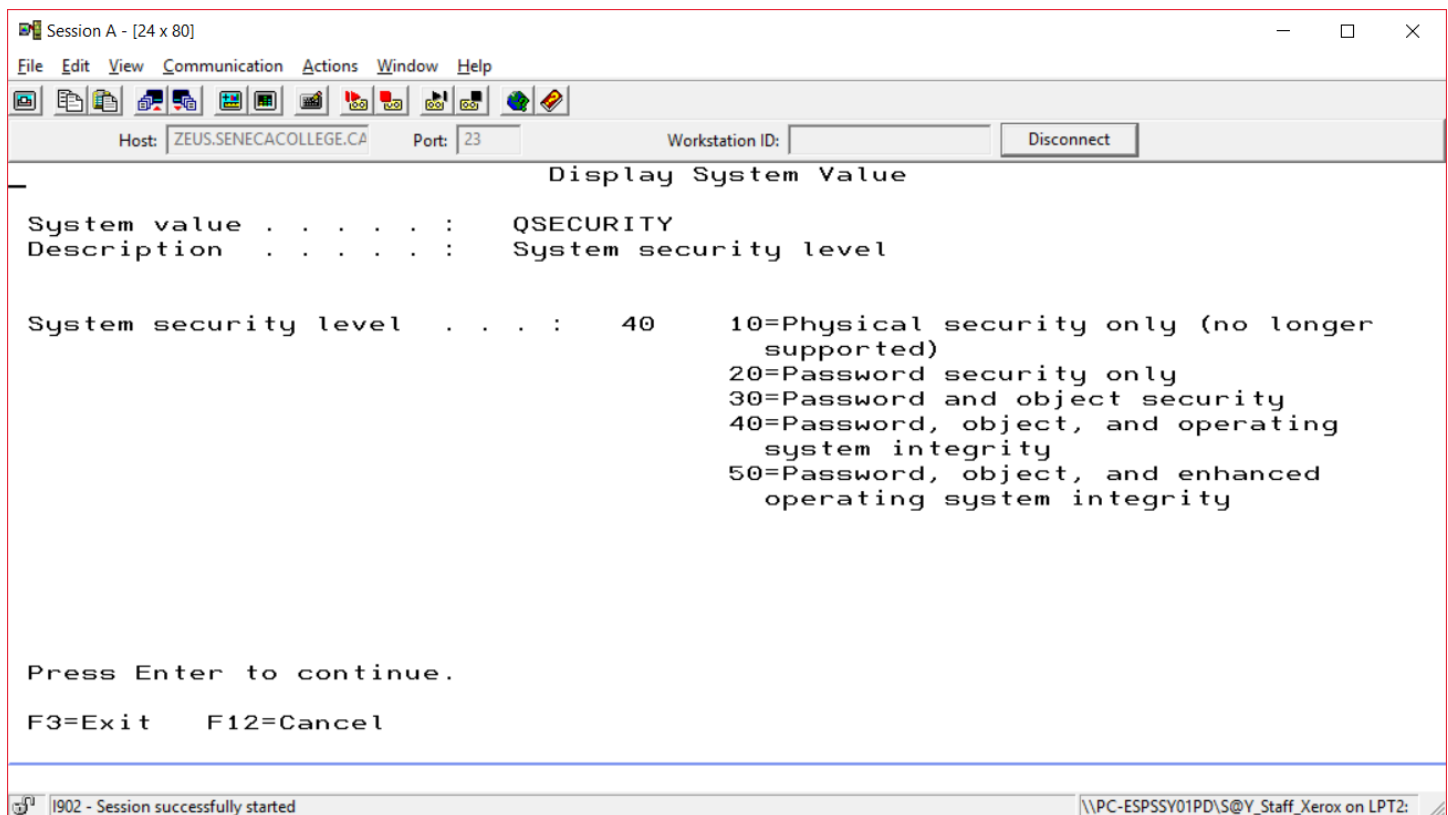 Session A - [24 x 80]
File Edit View Communication Actions Window Help
Host: ZEUS.SENECACOLLEGE.CA Port: 23 Workstation ID: Disconnect
Display System Value
System value . . . . . : QSECURITY
Description . . . . . : System security level
System security level . . . : 40 10=Physical security only (no longer
supported)
20=Password security only
30=Password and object security
40=Password, object, and operating
system integrity
50=Password, object, and enhanced
operating system integrity
Press Enter to continue.
F3=Exit F12=Cancel
I902 - Session successfully started \\PC-ESPSSY01PD\S@Y_Staff_Xerox on LPT2: